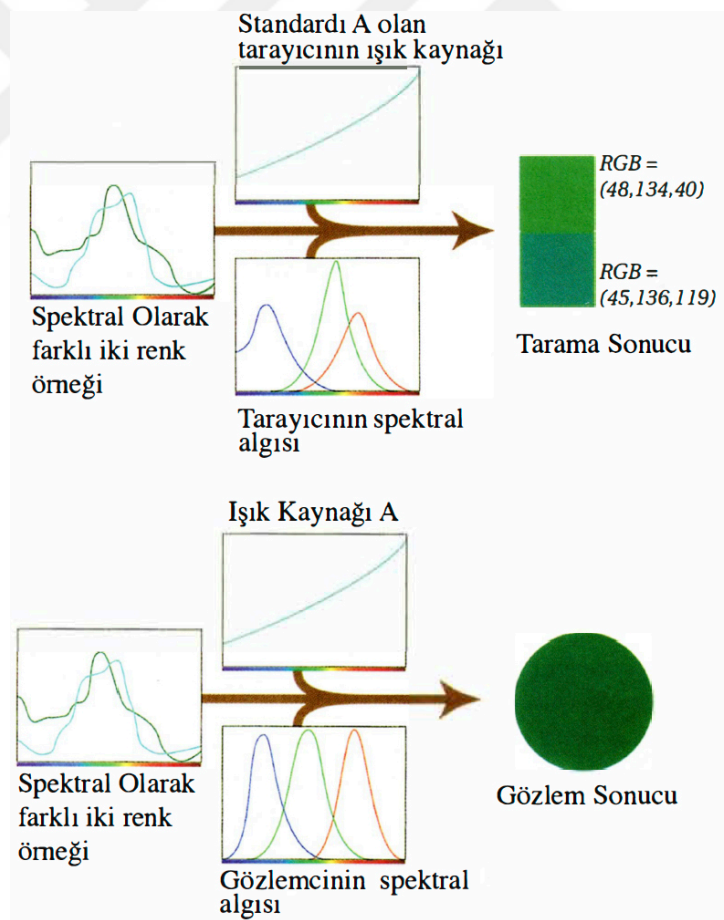 Standardı A olan
tarayıcının ışık kaynağı
RGB =
(48,134,40)
RGB =
(45,136,119)
Spektral Olarak
farklı iki renk
örneği
Tarama Sonucu
Tarayıcının spektral
algısı
Işık Kaynağı A
Spektral Olarak
farklı iki renk
örneği
Gözlem Sonucu
Gözlemcinin spektral
algısı